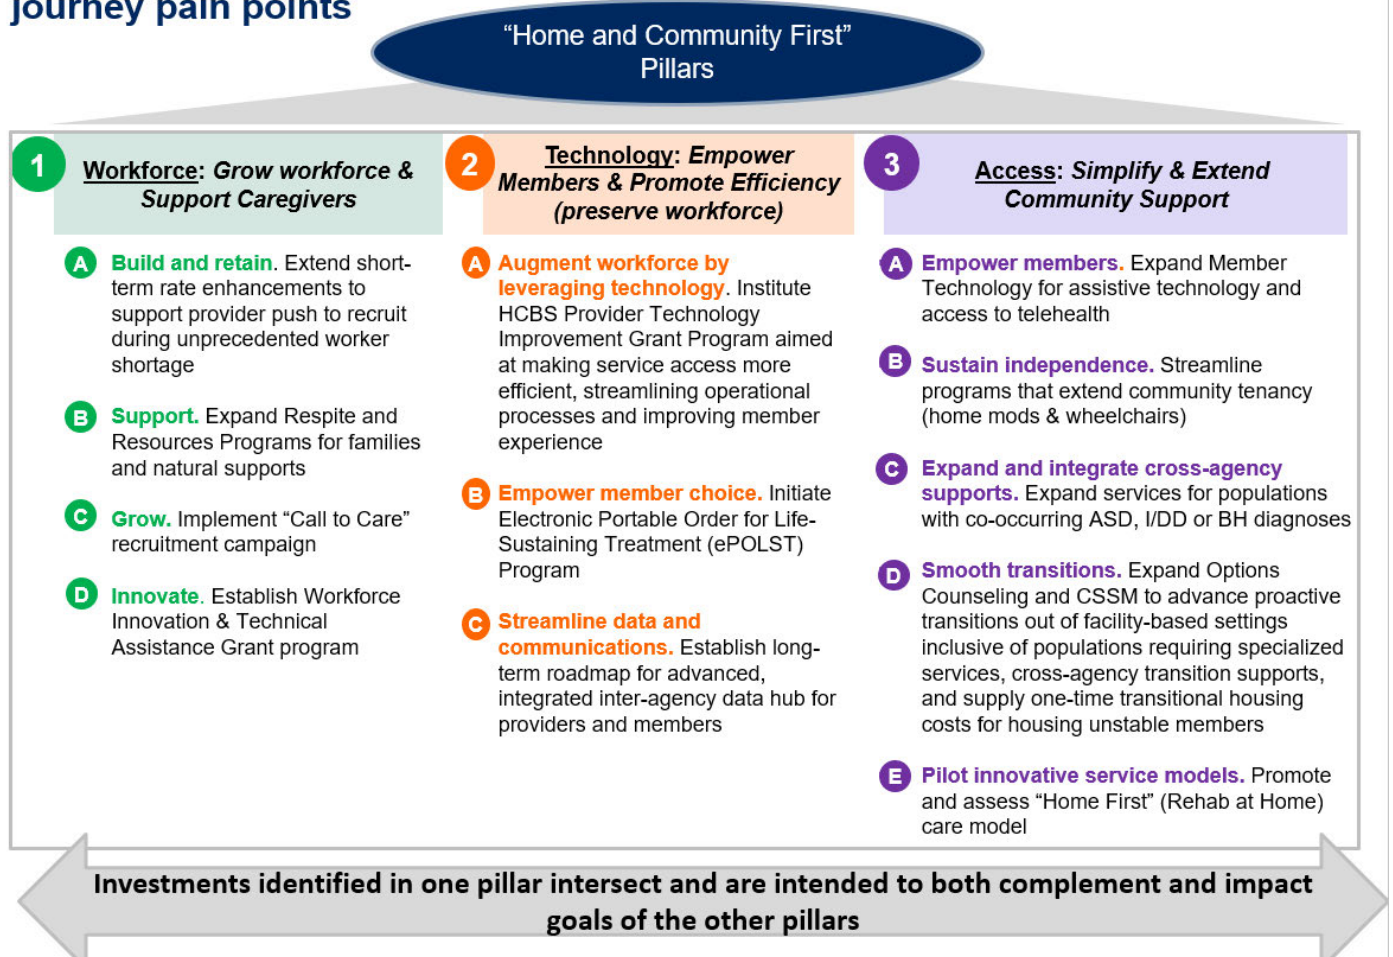 journey pain points
“Home and Community First”
Pillars
1
Workforce: Grow workforce &
Support Caregivers
A
Build and retain. Extend short-
term rate enhancements to
support provider push to recruit
during unprecedented worker
shortage
B
Support. Expand Respite and
Resources Programs for families
and natural supports
C
Grow. Implement “Call to Care”
recruitment campaign
D
Innovate. Establish Workforce
Innovation & Technical
Assistance Grant program
2
Technology: Empower
Members & Promote Efficiency
(preserve workforce)
A
Augment workforce by
leveraging technology. Institute
HCBS Provider Technology
Improvement Grant Program aimed
at making service access more
efficient, streamlining operational
processes and improving member
experience
B
Empower member choice. Initiate
Electronic Portable Order for Life-
Sustaining Treatment (ePOLST)
Program
C
Streamline data and
communications. Establish long-
term roadmap for advanced,
integrated inter-agency data hub for
providers and members
3
Access: Simplify & Extend
Community Support
A
Empower members. Expand Member
Technology for assistive technology and
access to telehealth
B
Sustain independence. Streamline
programs that extend community tenancy
(home mods & wheelchairs)
C
Expand and integrate cross-agency
supports. Expand services for populations
with co-occurring ASD, I/DD or BH diagnoses
D
Smooth transitions. Expand Options
Counseling and CSSM to advance proactive
transitions out of facility-based settings
inclusive of populations requiring specialized
services, cross-agency transition supports,
and supply one-time transitional housing
costs for housing unstable members
E
Pilot innovative service models. Promote
and assess “Home First” (Rehab at Home)
care model
Investments identified in one pillar intersect and are intended to both complement and impact
goals of the other pillars